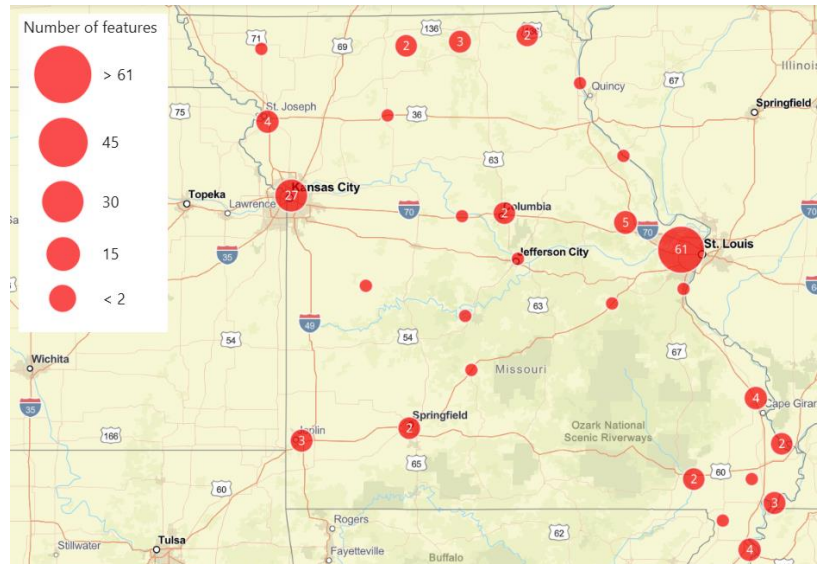 Number of features
> 61
45
30
15
< 2
71
136
69
2
3
2
Quincy
67
Illinois
Springfield
75
St. Joseph
4
36
63
Topeka
Lawrence
27
Kansas City
70
2
Columbia
5
70
70
61
St. Louis
Jefferson City
35
63
49
54
54
67
Missouri
Wichita
35
4
Cape Girar
166
3
Springfield
2
Ozark National
Scenic Riverways
2
65
60
60
2
3
Rogers
62
Tulsa
Stillwater
Fayetteville
Buffalo
4